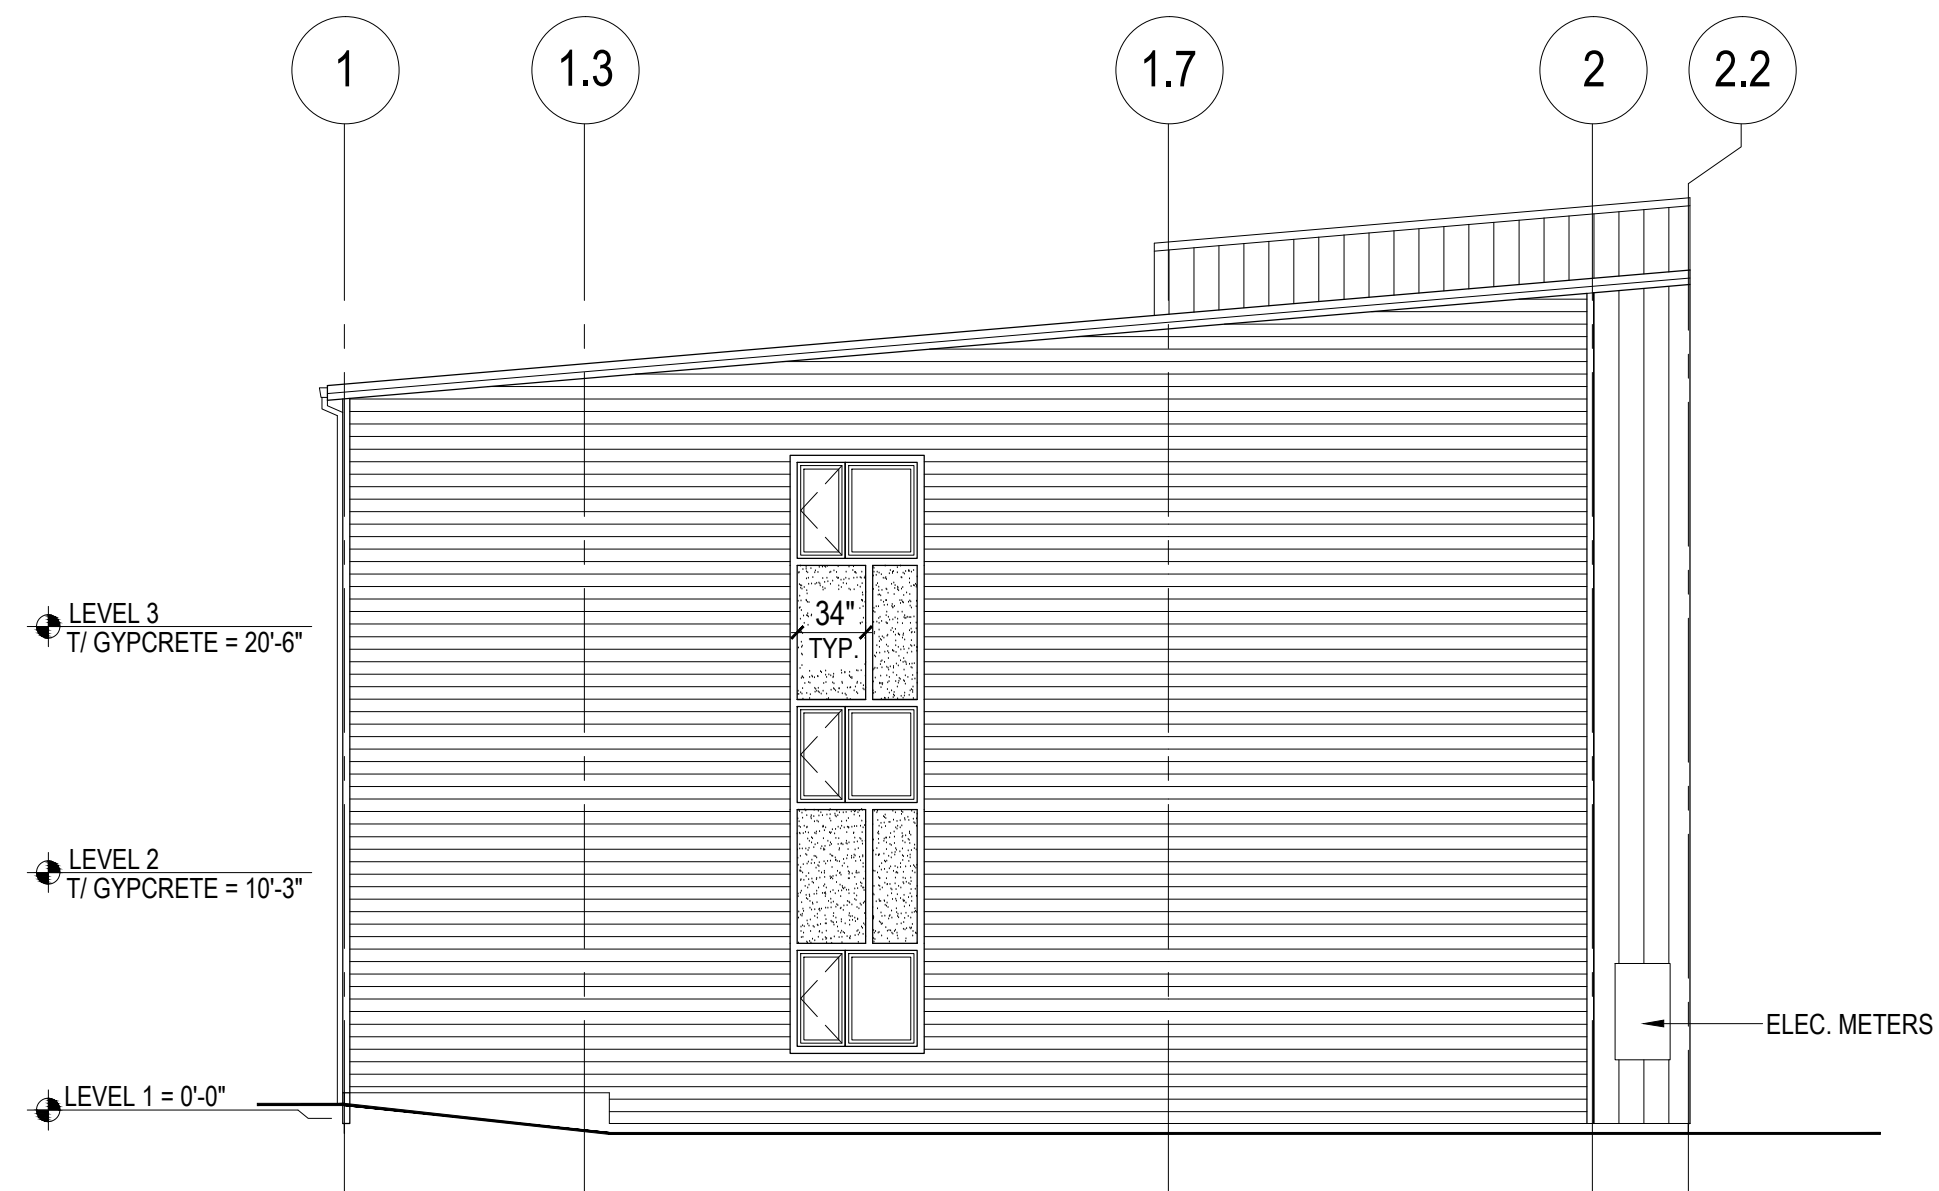 1
1.3
1.7
2
2.2
LEVEL 3
T/ GYPCRETE = 20'-6"
34"
TYP.
LEVEL 2
T/ GYPCRETE = 10'-3"
ELEC. METERS
LEVEL 1 = 0'-0"